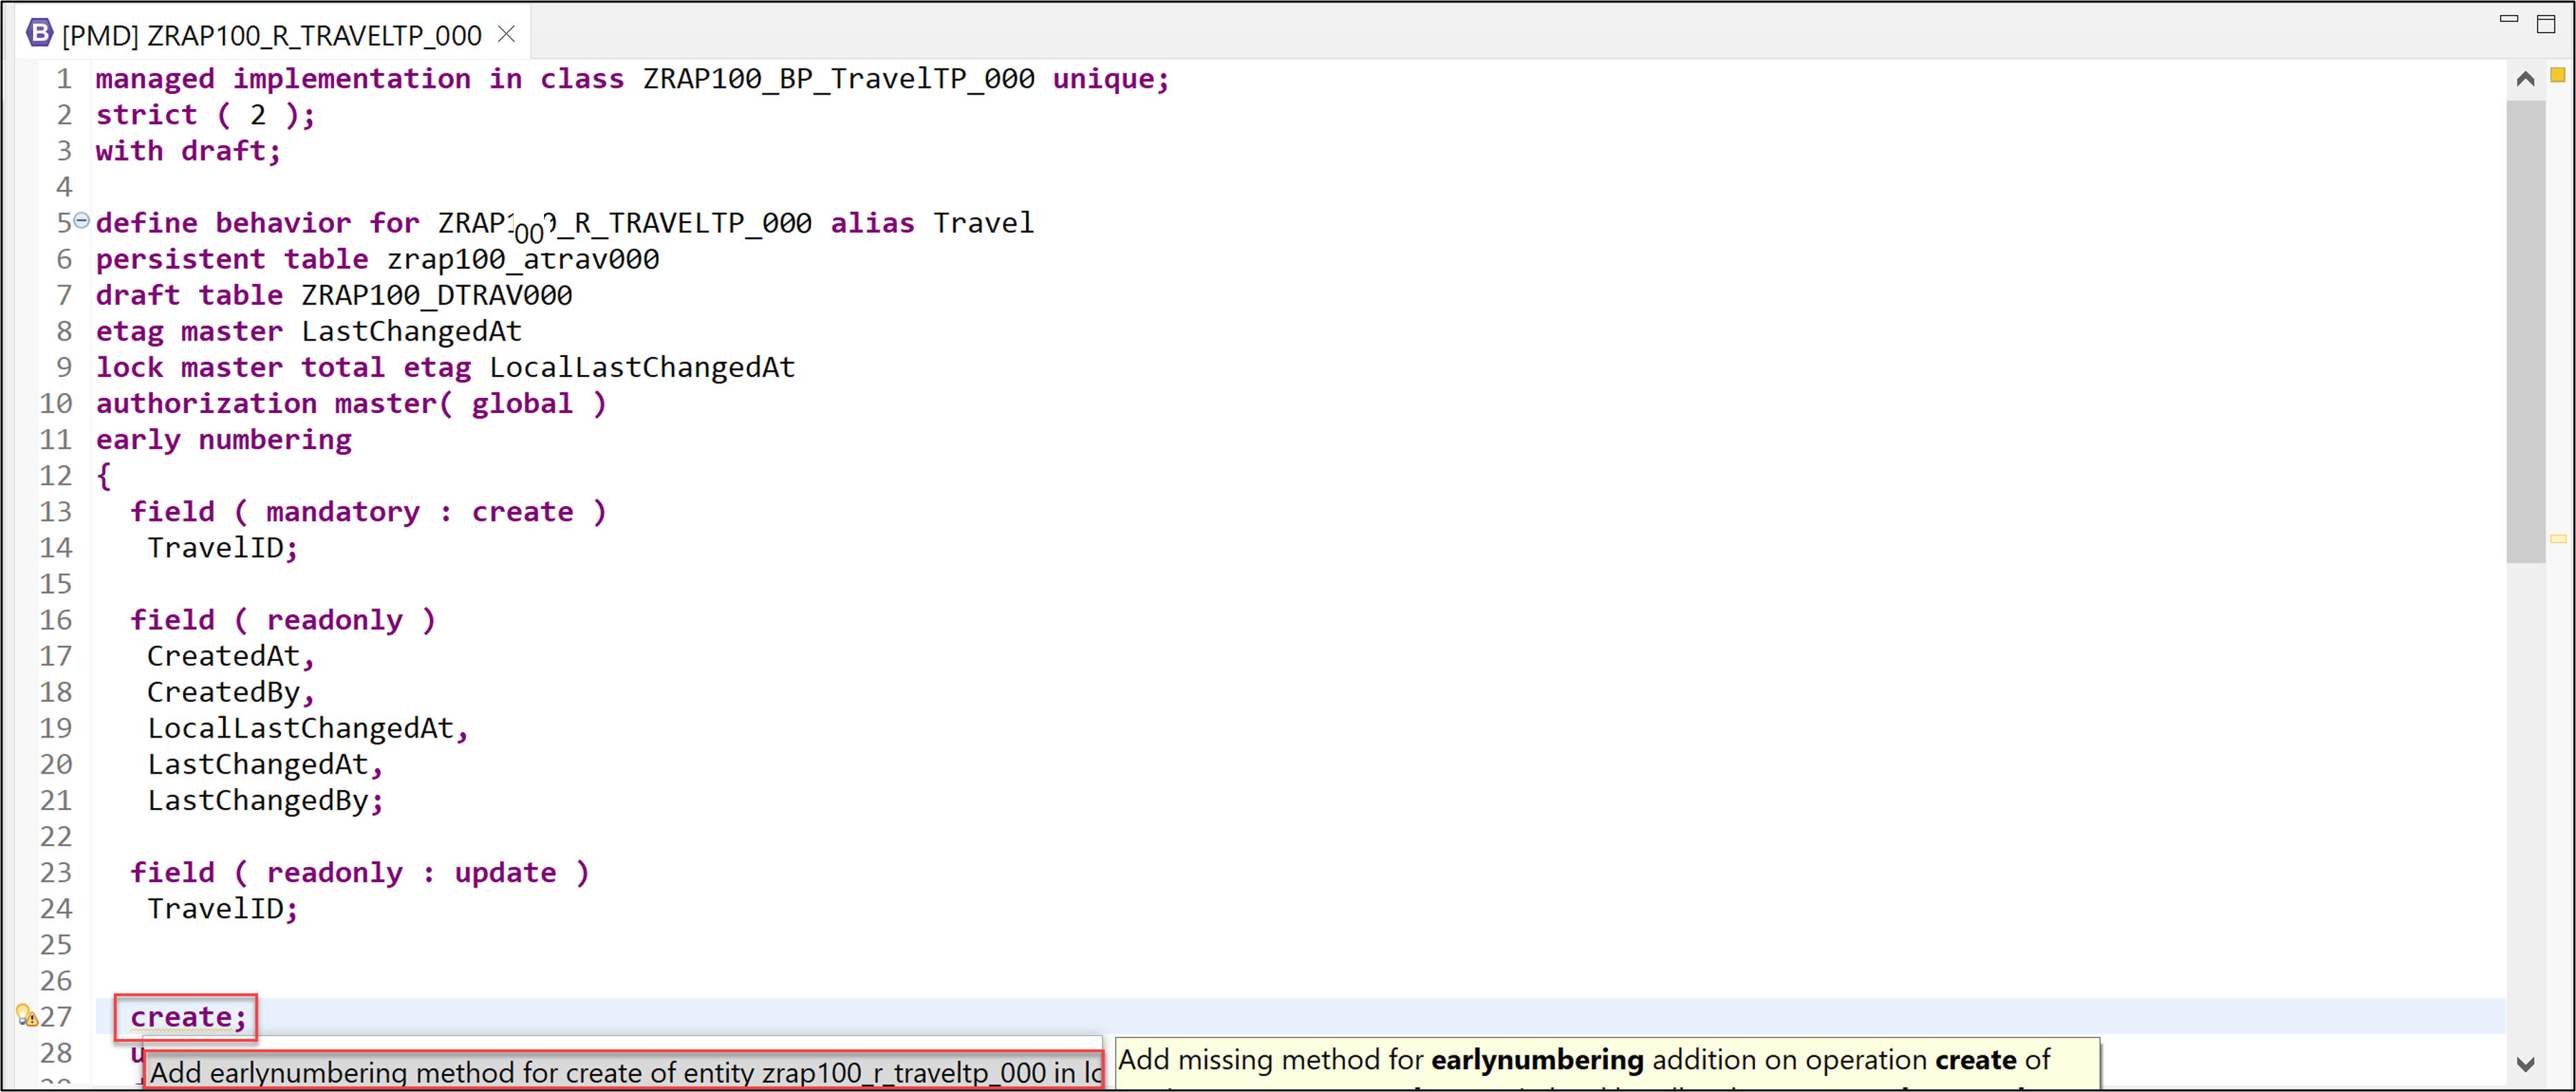 [PMD] ZRAP100_R_TRAVELTP_000
1 managed implementation in class ZRAP100_BP_TravelTP_000 unique;
2 strict ( 2 );
3 with draft;
4
5 define behavior for ZRAP100_R_TRAVELTP_000 alias Travel
00
6 persistent table zrap100_atrav000
7 draft table ZRAP100_DTRAV000
8 etag master LastChangedAt
9 lock master total etag LocalLastChangedAt
10 authorization master( global )
11 early numbering
12 {
13 field ( mandatory : create )
14 TravelID;
15
16 field ( readonly )
17 CreatedAt,
18 CreatedBy,
19 LocalLastChangedAt,
20 LastChangedAt,
21 LastChangedBy;
22
23 field ( readonly : update )
24 TravelID;
25
26
27 create;
28 u
Add earlynumbering method for create of entity zrap100_r_traveltp_000 in lo
Add missing method for earlynumbering addition on operation create of